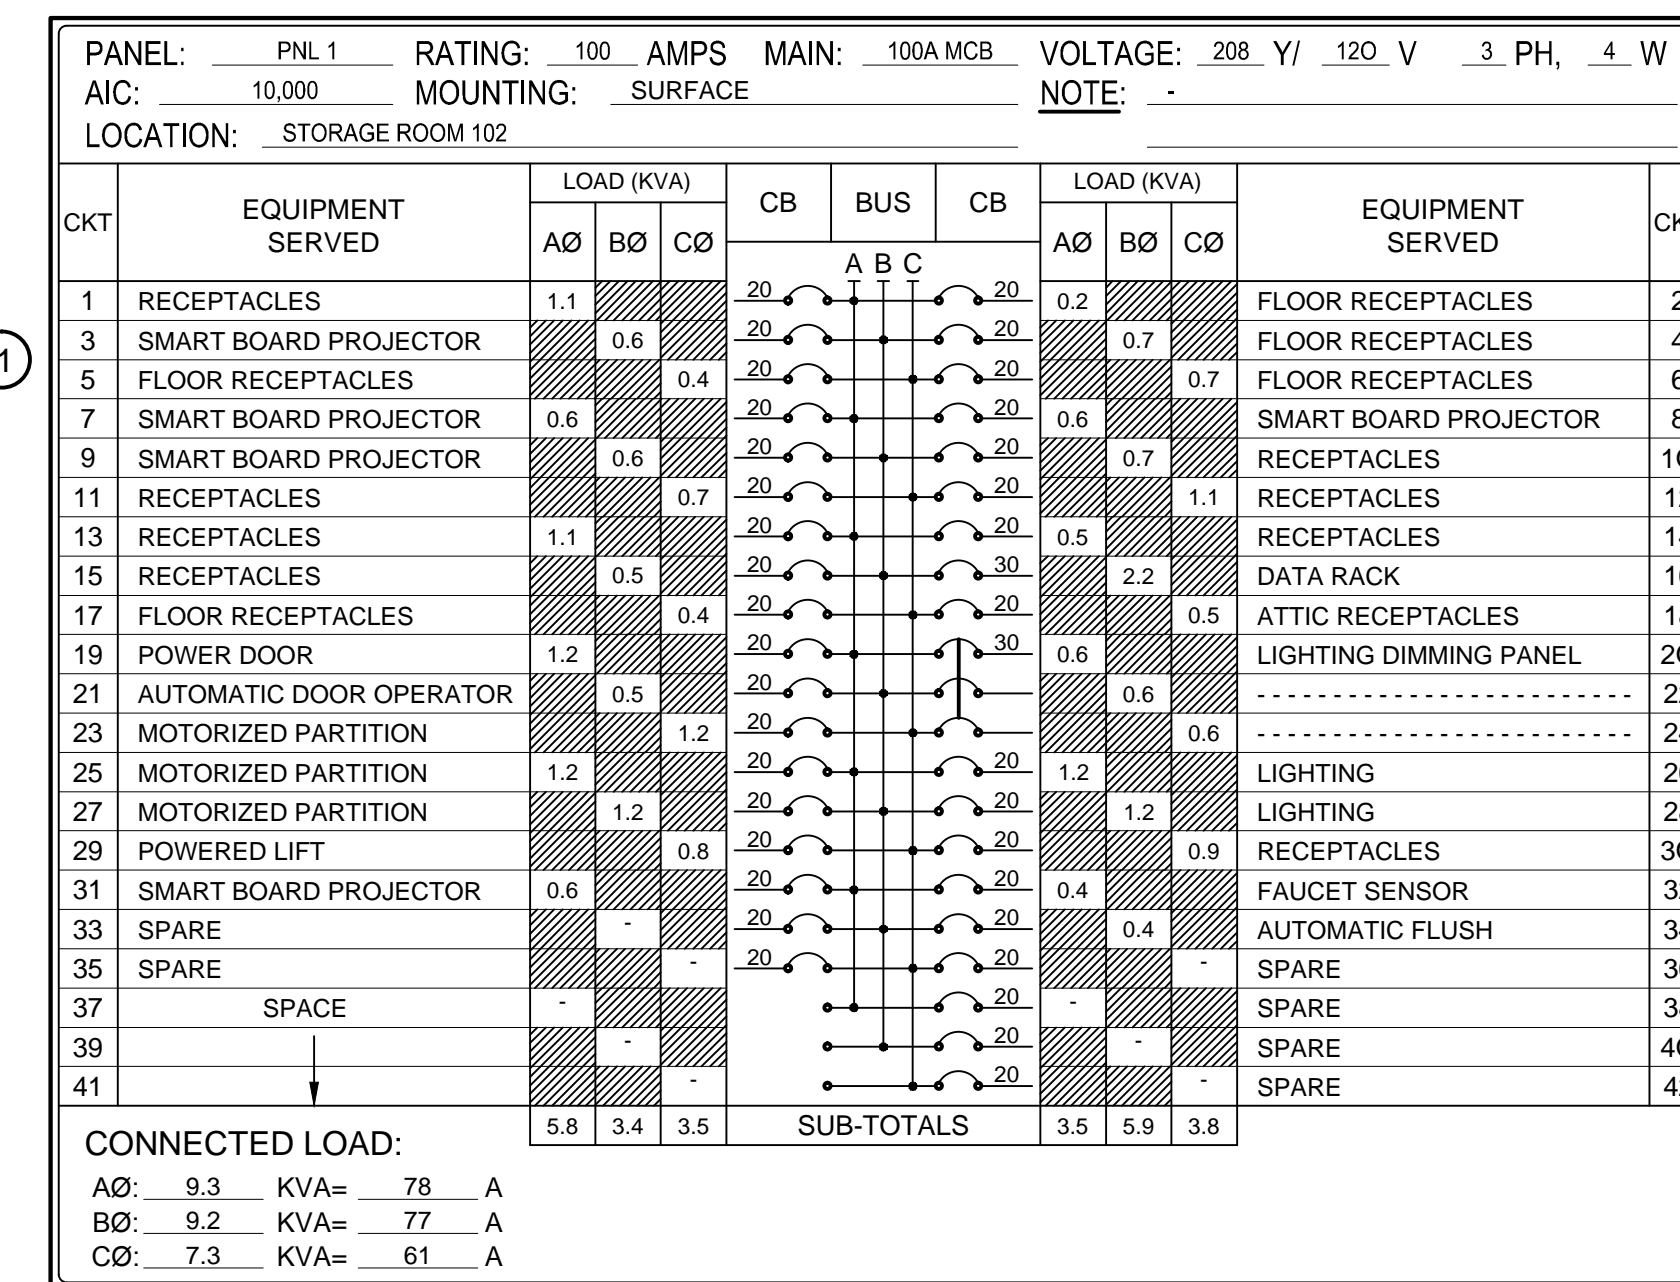 PANEL: PNL 1 RATING: 100 AMPS MAIN: 100A MCB VOLTAGE: 208 Y/ 120 V 3 PH, 4 W
AIC: 10,000 MOUNTING: SURFACE NOTE: -
LOCATION: STORAGE ROOM 102
CKT EQUIPMENT SERVED LOAD (KVA) AØ BØ CØ CB BUS CB LOAD (KVA) AØ BØ CØ EQUIPMENT SERVED
A B C
1 RECEPTACLES 1.1 20 20 0.2 FLOOR RECEPTACLES
3 SMART BOARD PROJECTOR 0.6 20 20 0.7 FLOOR RECEPTACLES
1
5 FLOOR RECEPTACLES 0.4 20 20 0.7 FLOOR RECEPTACLES
7 SMART BOARD PROJECTOR 0.6 20 20 0.6 SMART BOARD PROJECTOR
9 SMART BOARD PROJECTOR 0.6 20 20 0.7 RECEPTACLES
11 RECEPTACLES 0.7 20 20 1.1 RECEPTACLES
13 RECEPTACLES 1.1 20 20 0.5 RECEPTACLES
15 RECEPTACLES 0.5 20 30 2.2 DATA RACK
17 FLOOR RECEPTACLES 0.4 20 20 0.5 ATTIC RECEPTACLES
19 POWER DOOR 1.2 20 30 0.6 LIGHTING DIMMING PANEL
21 AUTOMATIC DOOR OPERATOR 0.5 20 0.6 - - - - - - - - - - - - - - - - - - - - - - - - -
23 MOTORIZED PARTITION 1.2 20 0.6 - - - - - - - - - - - - - - - - - - - - - - - - -
25 MOTORIZED PARTITION 1.2 20 20 1.2 LIGHTING
27 MOTORIZED PARTITION 1.2 20 20 1.2 LIGHTING
29 POWERED LIFT 0.8 20 20 0.9 RECEPTACLES
31 SMART BOARD PROJECTOR 0.6 20 20 0.4 FAUCET SENSOR
33 SPARE - 20 20 0.4 AUTOMATIC FLUSH
35 SPARE - 20 20 - SPARE
37 SPACE - 20 - SPARE
39 - 20 - SPARE
41 - 20 - SPARE
5.8 3.4 3.5 SUB-TOTALS 3.5 5.9 3.8
CONNECTED LOAD:
AØ: 9.3 KVA= 78 A
BØ: 9.2 KVA= 77 A
CØ: 7.3 KVA= 61 A